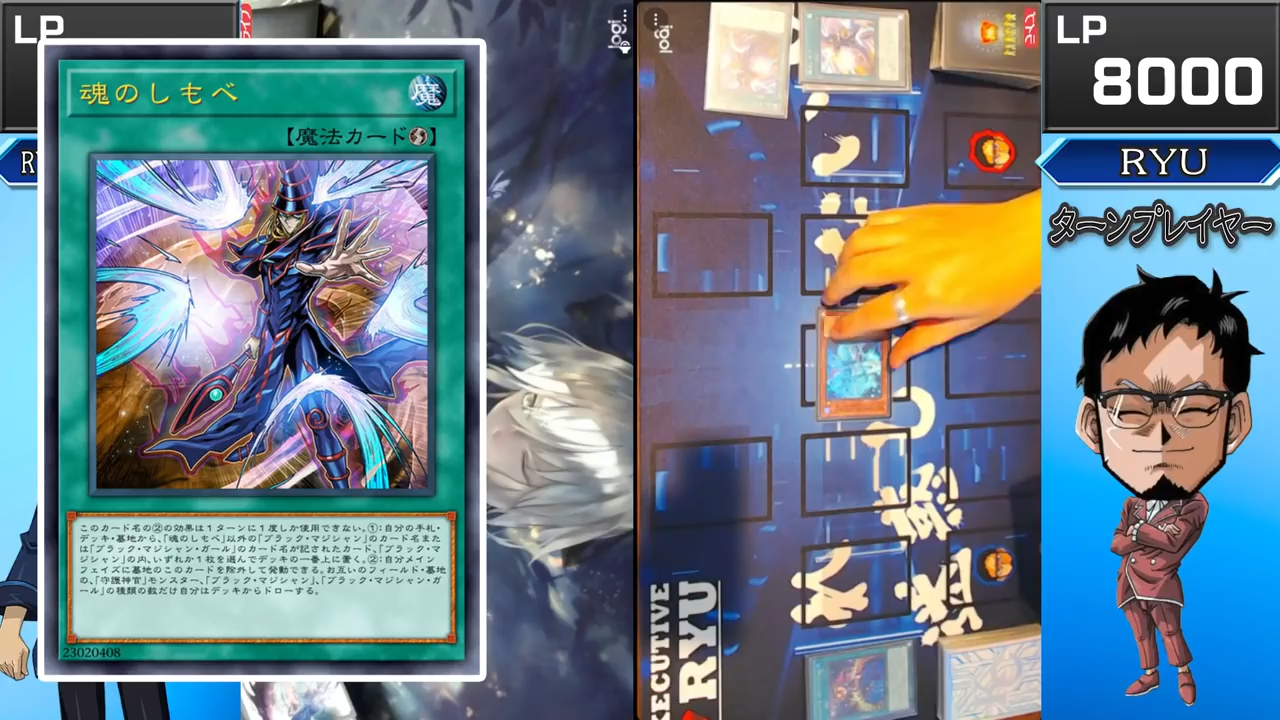 LP
LP
8000
RYU
ターンプレイヤー
魂のしもべ
魔
【魔法カード】
このカード名の②の効果は1ターンに1度しか使用できない。①:自分の手札・
デッキ・墓地から、「魂のしもべ」以外の「ブラック・マジシャン」のカード名また
は「ブラック・マジシャン・ガール」のカード名が記されたカード、「ブラック・マ
ジシャン」の内、いずれか1枚を選んでデッキの一番上に置く。②:自分メイン
フェイズに墓地のこのカードを除外して発動できる。お互いのフィールド・墓地
の、「守護神官」モンスター、「ブラック・マジシャン」、「ブラック・マジシャン・ガ
ール」の種類の数だけ自分はデッキからドローする。
23020408
logi...
logi...
EXECUTIVE
RYU